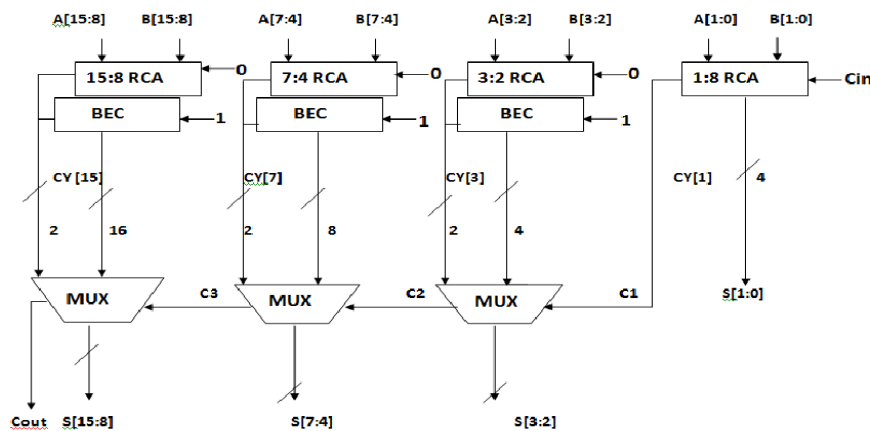 A[15:8] B[15:8] A[7:4] B[7:4] A[3:2] B[3:2] A[1:0] B[1:0]
15:8 RCA 0 7:4 RCA 0 3:2 RCA 0 1:8 RCA Cin
BEC 1 BEC 1 BEC 1
CY [15] CY[7] CY[3] CY[1] 4
2 16 2 8 2 4
MUX C3 MUX C2 MUX C1 S[1:0]
Cout S[15:8] S[7:4] S[3:2]